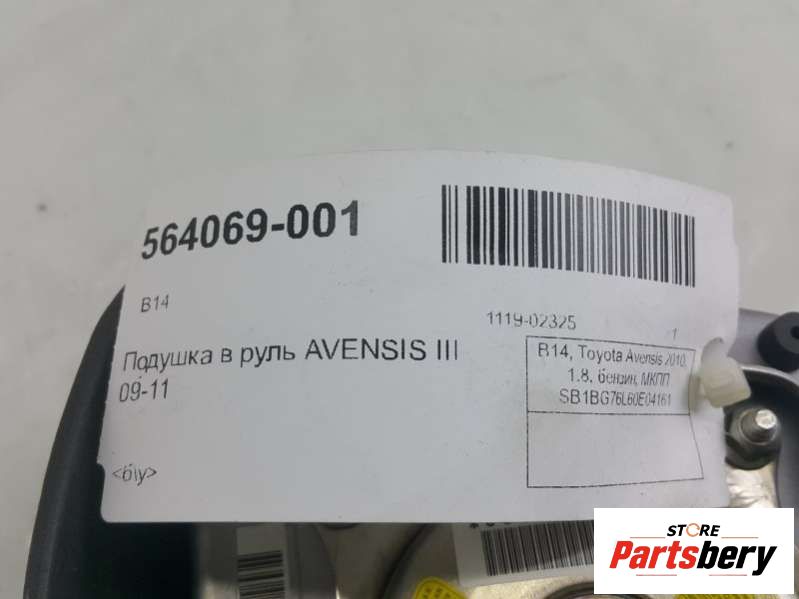 564069-001
B14
1119-02325
1
Подушка в руль AVENSIS III
09-11
B14, Toyota Avensis 2010,
1.8, бензин, МКПП
SB1BG76L60E04161
<б\у>
STORE
Partsbery